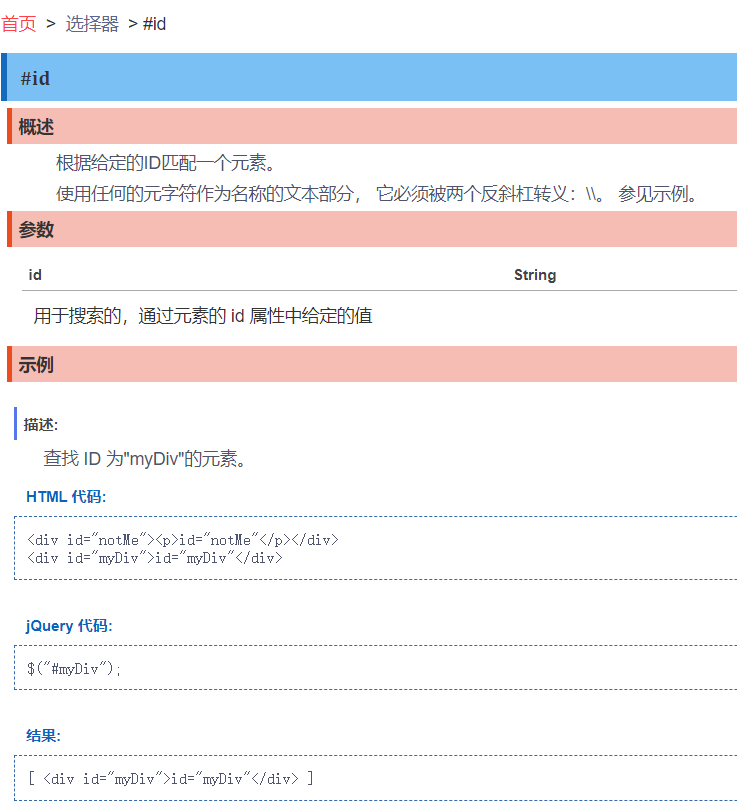 首页 > 选择器 > #id
#id
概述
根据给定的ID匹配一个元素。
使用任何的元字符作为名称的文本部分， 它必须被两个反斜杠转义：\\。 参见示例。
参数
id String
用于搜索的，通过元素的 id 属性中给定的值
示例
描述:
查找 ID 为"myDiv"的元素。
HTML 代码:
<div id="notMe"><p>id="notMe"</p></div>
<div id="myDiv">id="myDiv"</div>
jQuery 代码:
$("#myDiv");
结果:
[ <div id="myDiv">id="myDiv"</div> ]